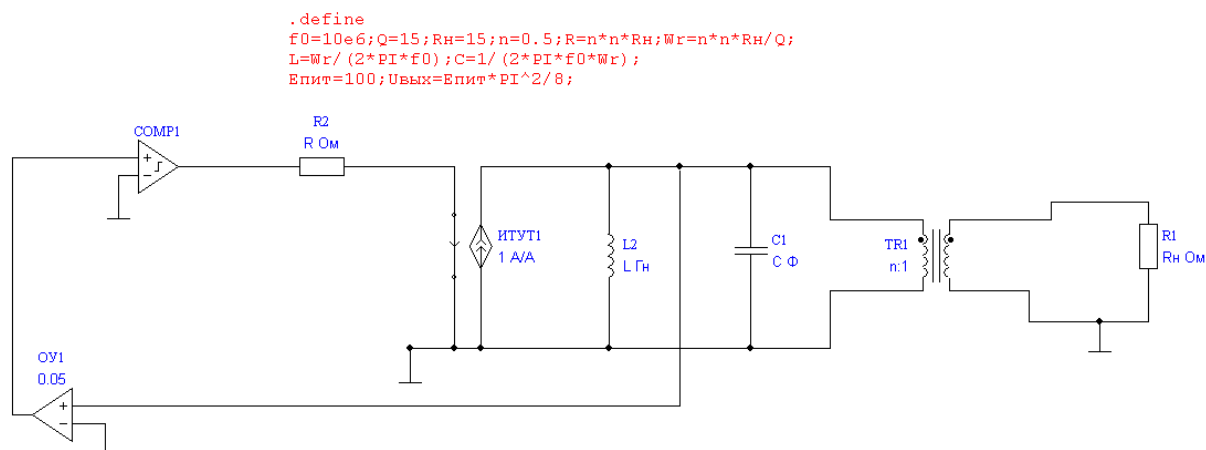 .define
f0=10e6;Q=15;Rн=15;n=0.5;R=n*n*Rн;Wr=n*n*Rн/Q;
L=Wr/(2*PI*f0);C=1/(2*PI*f0*Wr);
Епит=100;Uвых=Епит*PI^2/8;
COMP1
R2
R Ом
ИТУТ1
1 А/А
L2
L Гн
C1
C Ф
TR1
n:1
R1
Rн Ом
ОУ1
0.05